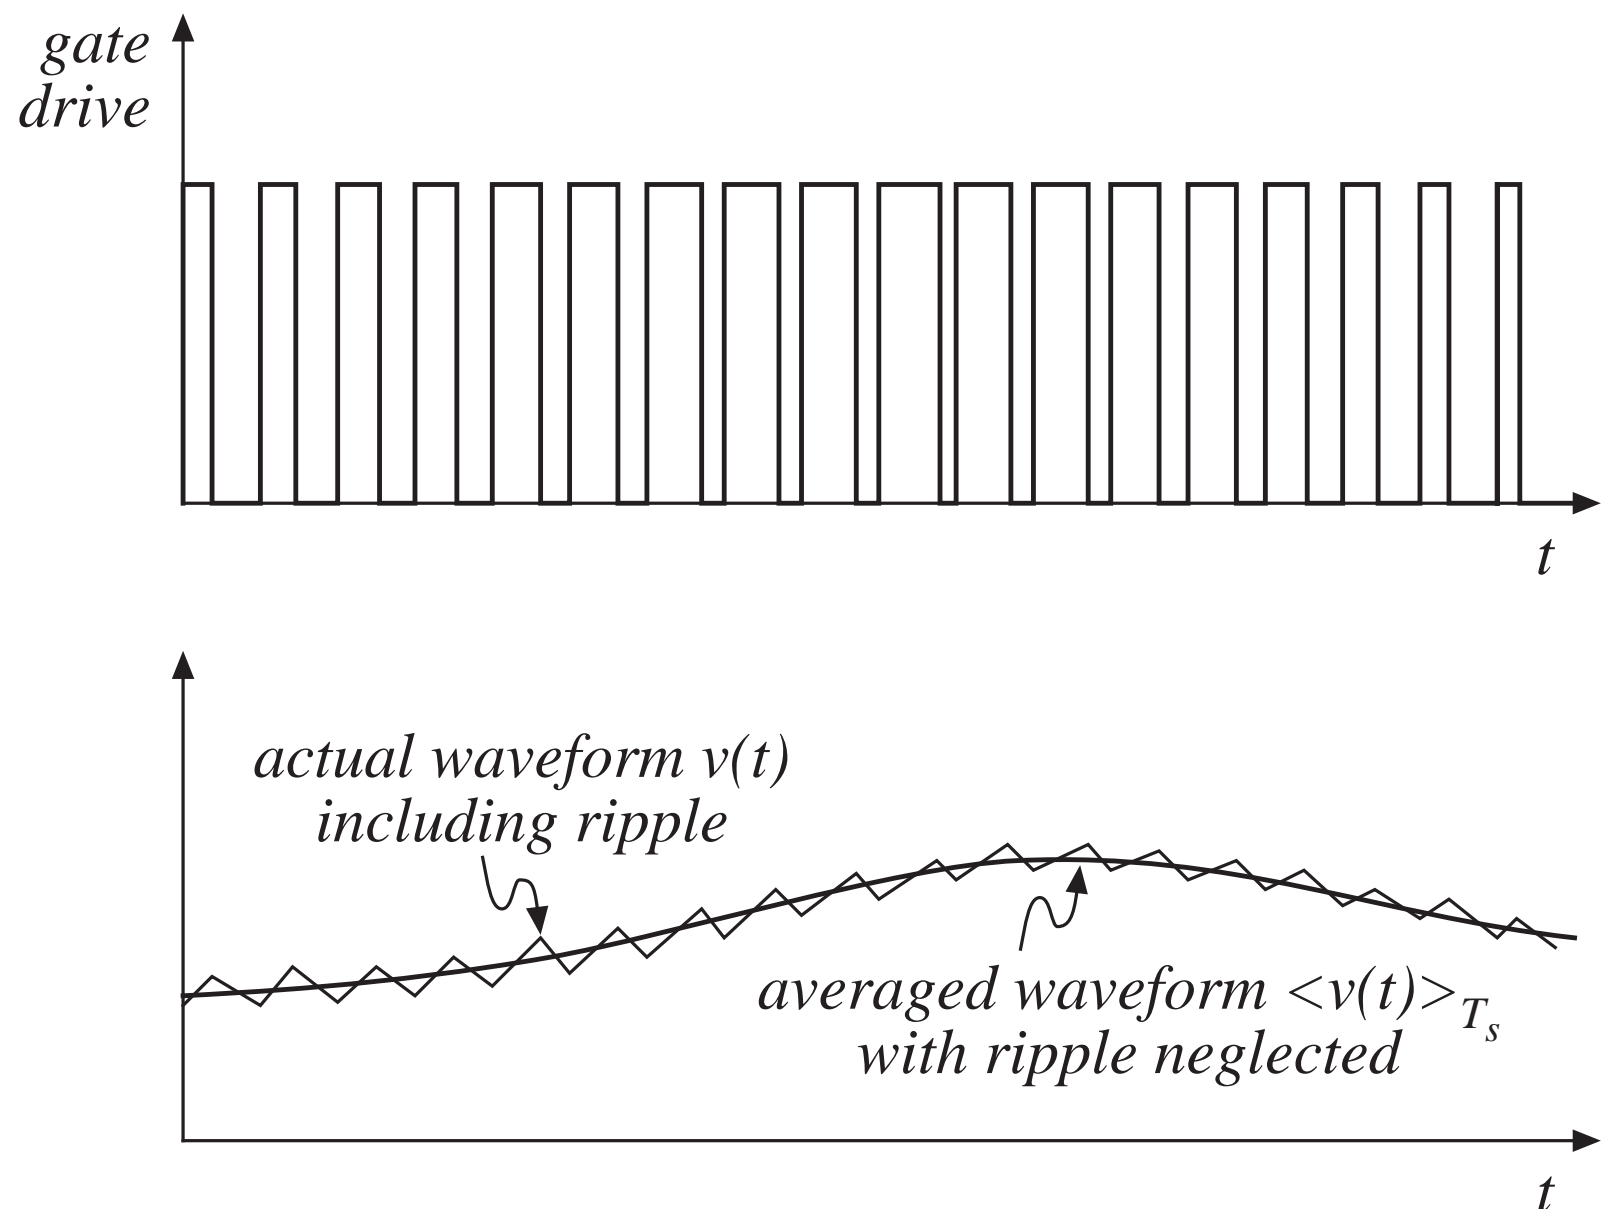 gate
drive
t
actual waveform v(t)
including ripple
averaged waveform <v(t)>Ts
with ripple neglected
t